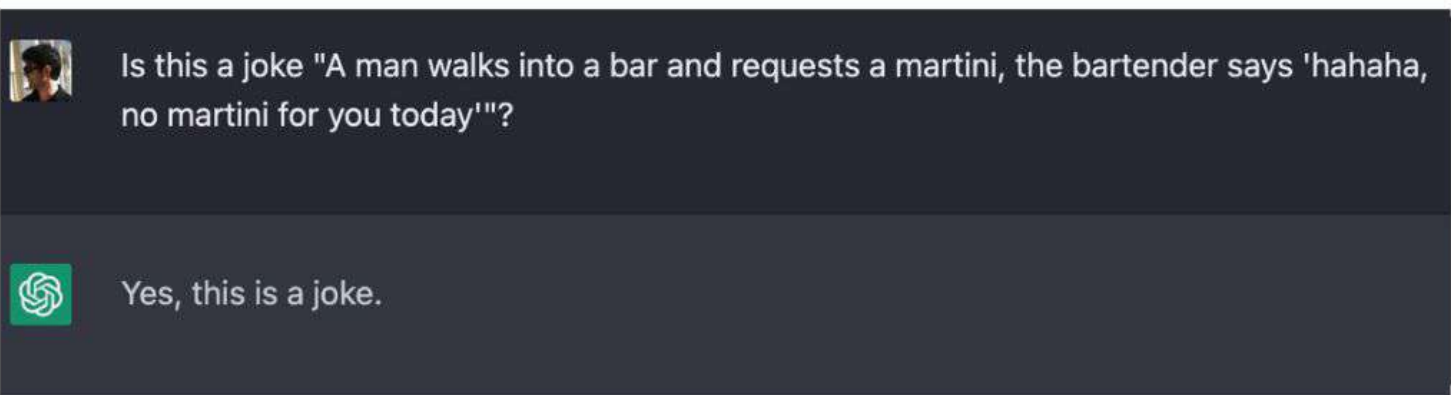 Is this a joke "A man walks into a bar and requests a martini, the bartender says 'hahaha,
no martini for you today'"?
Yes, this is a joke.